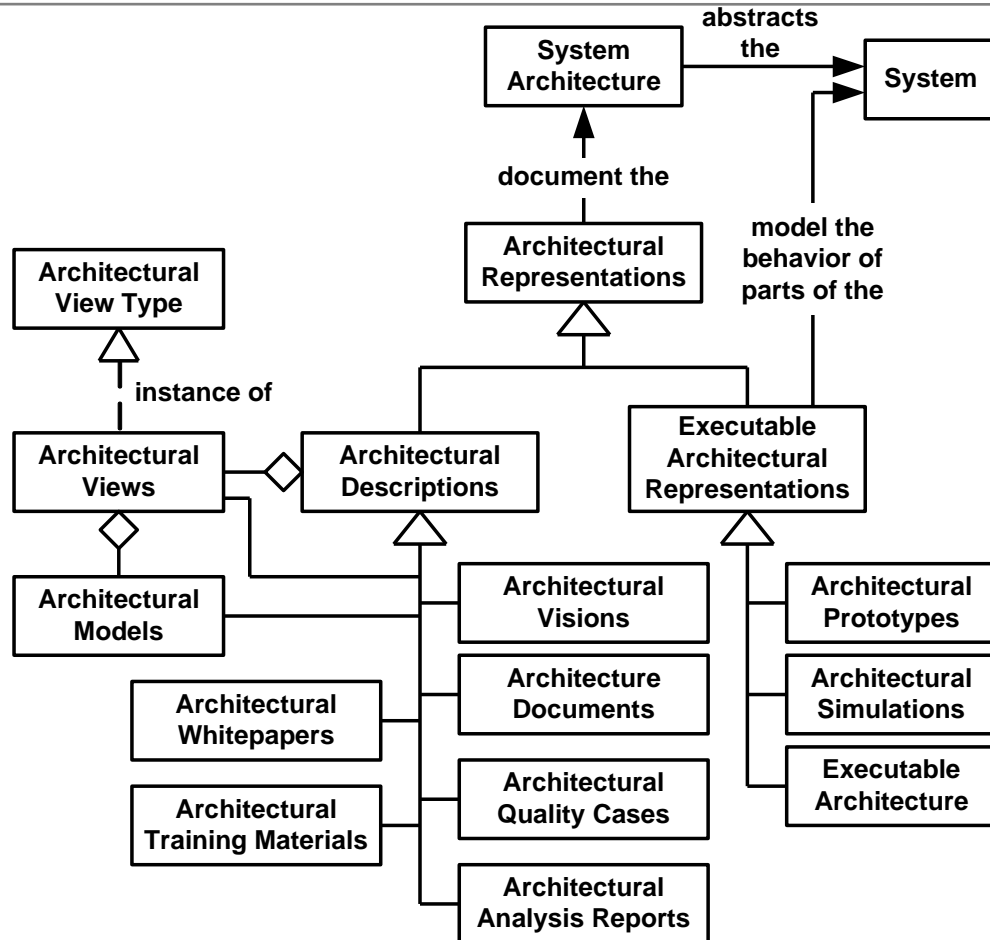 abstracts
the
System
Architecture
System
document the
Architectural
Representations
model the
behavior of
parts of the
Architectural
View Type
instance of
Architectural
Views
Architectural
Descriptions
Executable
Architectural
Representations
Architectural
Models
Architectural
Visions
Architectural
Prototypes
Architectural
Whitepapers
Architecture
Documents
Architectural
Simulations
Architectural
Training Materials
Architectural
Quality Cases
Executable
Architecture
Architectural
Analysis Reports